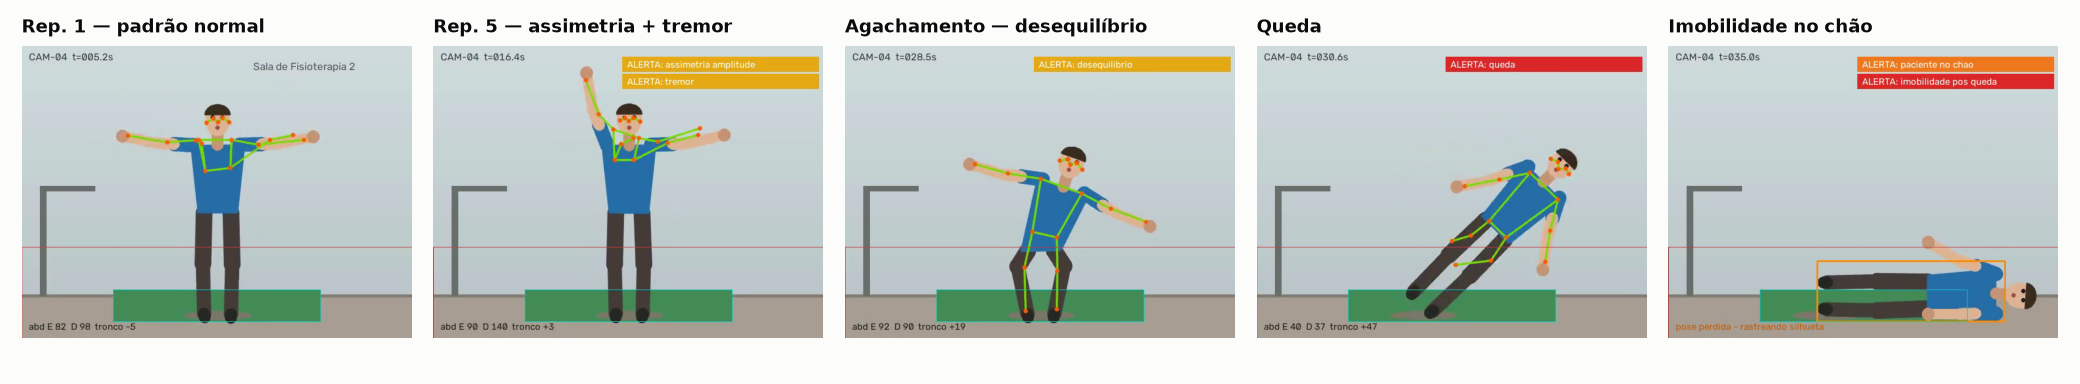 Rep. 1 — padrão normal
CAM-04 t=005.2s
Sala de Fisioterapia 2
abd E 82 D 98 tronco -5
Rep. 5 — assimetria + tremor
CAM-04 t=016.4s
ALERTA: assimetria amplitude
ALERTA: tremor
abd E 90 D 140 tronco +3
Agachamento — desequilíbrio
CAM-04 t=028.5s
ALERTA: desequilibrio
abd E 92 D 90 tronco +19
Queda
CAM-04 t=030.6s
ALERTA: queda
abd E 40 D 37 tronco +47
Imobilidade no chão
CAM-04 t=035.0s
ALERTA: paciente no chao
ALERTA: imobilidade pos queda
pose perdida - rastreando silhueta